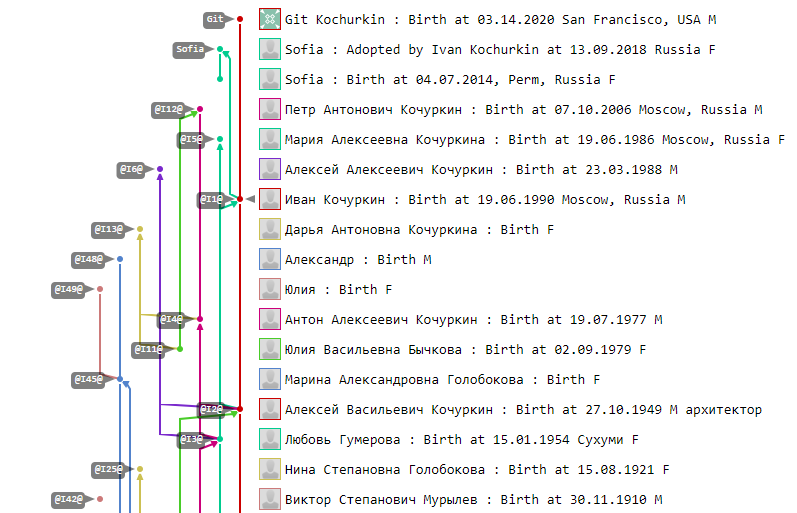 Git Git Kochurkin : Birth at 03.14.2020 San Francisco, USA M
Sofia Sofia : Adopted by Ivan Kochurkin at 13.09.2018 Russia F
Sofia : Birth at 04.07.2014, Perm, Russia F
@I12@ Петр Антонович Кочуркин : Birth at 07.10.2006 Moscow, Russia M
@I5@ Мария Алексеевна Кочуркина : Birth at 19.06.1986 Moscow, Russia F
@I6@ Алексей Алексеевич Кочуркин : Birth at 23.03.1988 M
@I1@ Иван Кочуркин : Birth at 19.06.1990 Moscow, Russia M
@I13@ Дарья Антоновна Кочуркина : Birth F
@I48@ Александр : Birth M
@I49@ Юлия : Birth F
@I4@ Антон Алексеевич Кочуркин : Birth at 19.07.1977 M
@I11@ Юлия Васильевна Бычкова : Birth at 02.09.1979 F
@I45@ Марина Александровна Голобокова : Birth F
@I2@ Алексей Васильевич Кочуркин : Birth at 27.10.1949 M архитектор
@I3@ Любовь Гумерова : Birth at 15.01.1954 Сухуми F
@I25@ Нина Степановна Голобокова : Birth at 15.08.1921 F
@I42@ Виктор Степанович Мурылев : Birth at 30.11.1910 M